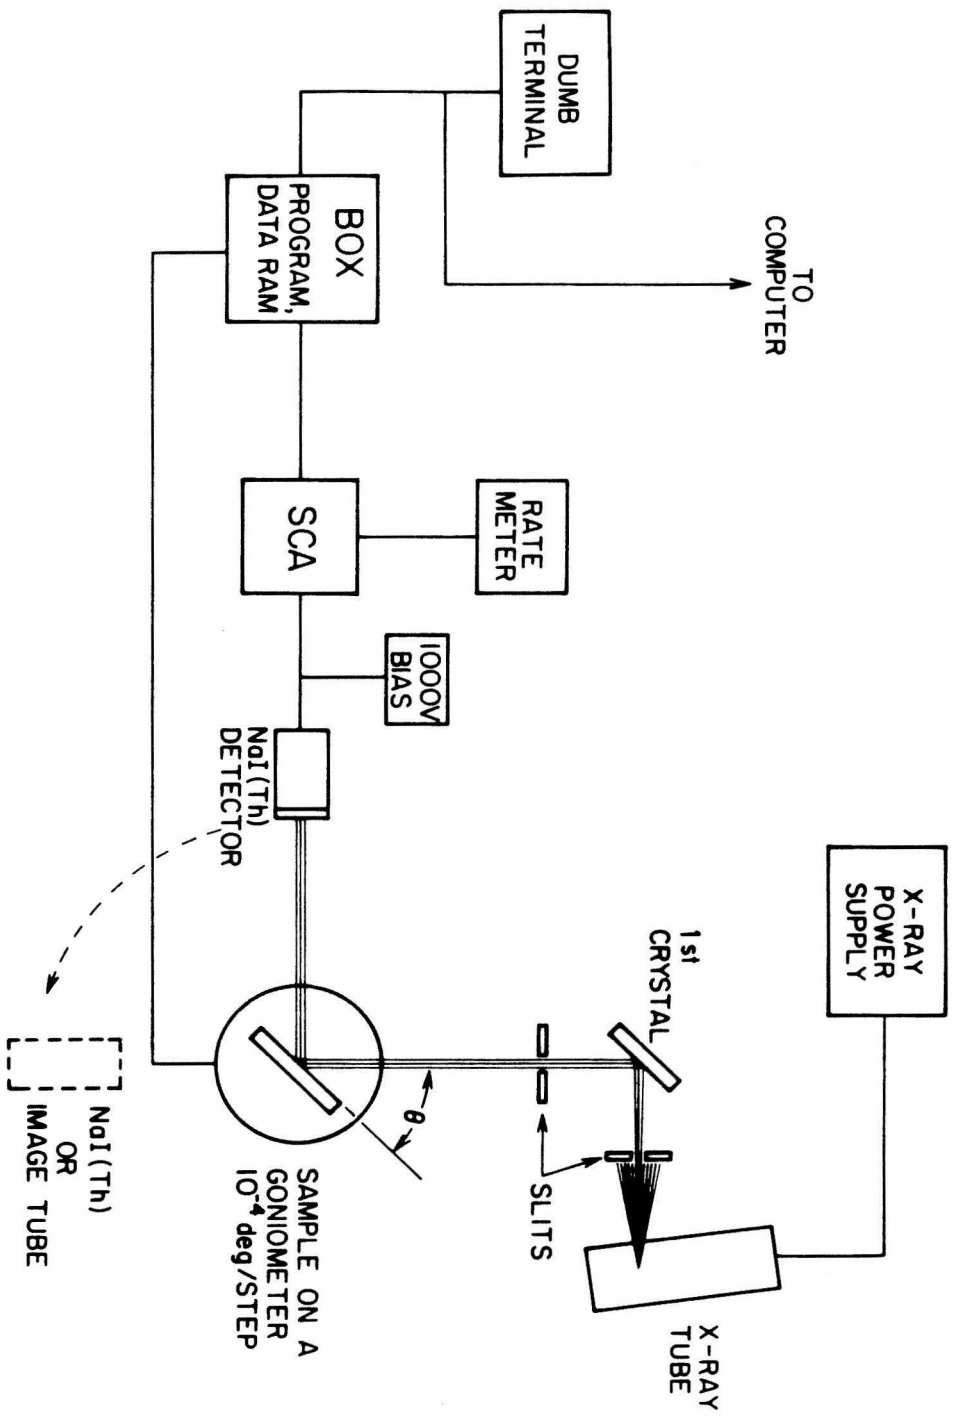 DUMB
TERMINAL
TO
COMPUTER
BOX
PROGRAM,
DATA RAM
RATE
METER
SCA
1000V
BIAS
NaI(Th)
DETECTOR
X-RAY
POWER
SUPPLY
1st
CRYSTAL
SLITS
X-RAY
TUBE
θ
SAMPLE ON A
GONIOMETER
10⁻⁴ deg/STEP
NaI(Th)
OR
IMAGE TUBE